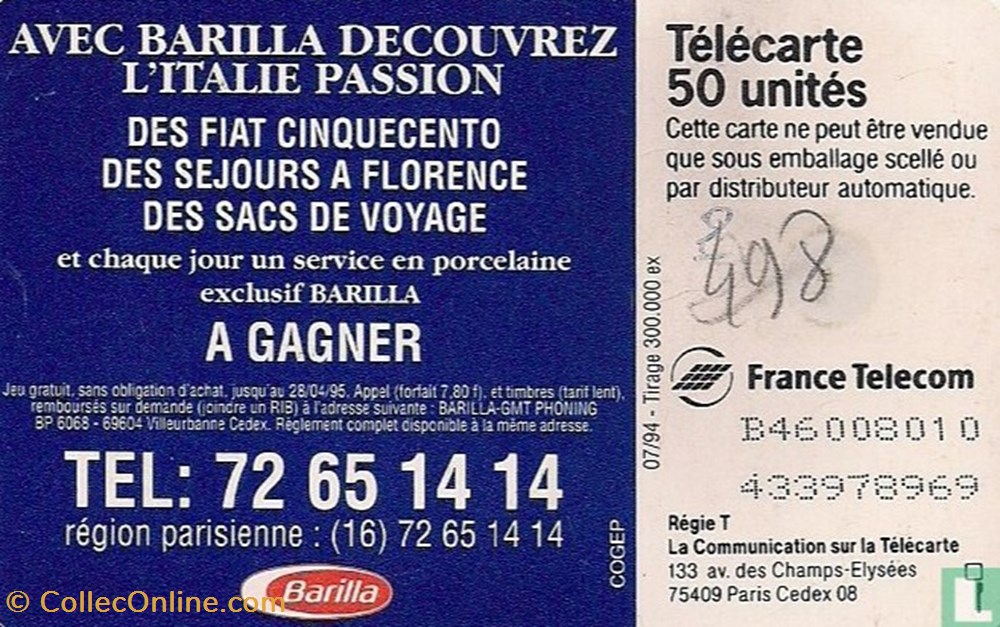 AVEC BARILLA DECOUVREZ
L'ITALIE PASSION
DES FIAT CINQUECENTO
DES SEJOURS A FLORENCE
DES SACS DE VOYAGE
et chaque jour un service en porcelaine
exclusif BARILLA
A GAGNER
Jeu gratuit, sans obligation d'achat, jusqu'au 28/04/95. Appel (forfait 7,80 f), et timbres (tarif lent),
remboursés sur demande (joindre un RIB) à l'adresse suivante : BARILLA-GMT PHONING
BP 6068 - 69604 Villeurbanne Cedex. Règlement complet disponible à la même adresse.
TEL: 72 65 14 14
région parisienne : (16) 72 65 14 14
Barilla
© CollecOnline.com
COGEP
07/94 - Tirage 300.000 ex
Télécarte
50 unités
Cette carte ne peut être vendue
que sous emballage scellé ou
par distributeur automatique.
498
France Telecom
B46008010
433978969
Régie T
La Communication sur la Télécarte
133 av. des Champs-Elysées
75409 Paris Cedex 08
L